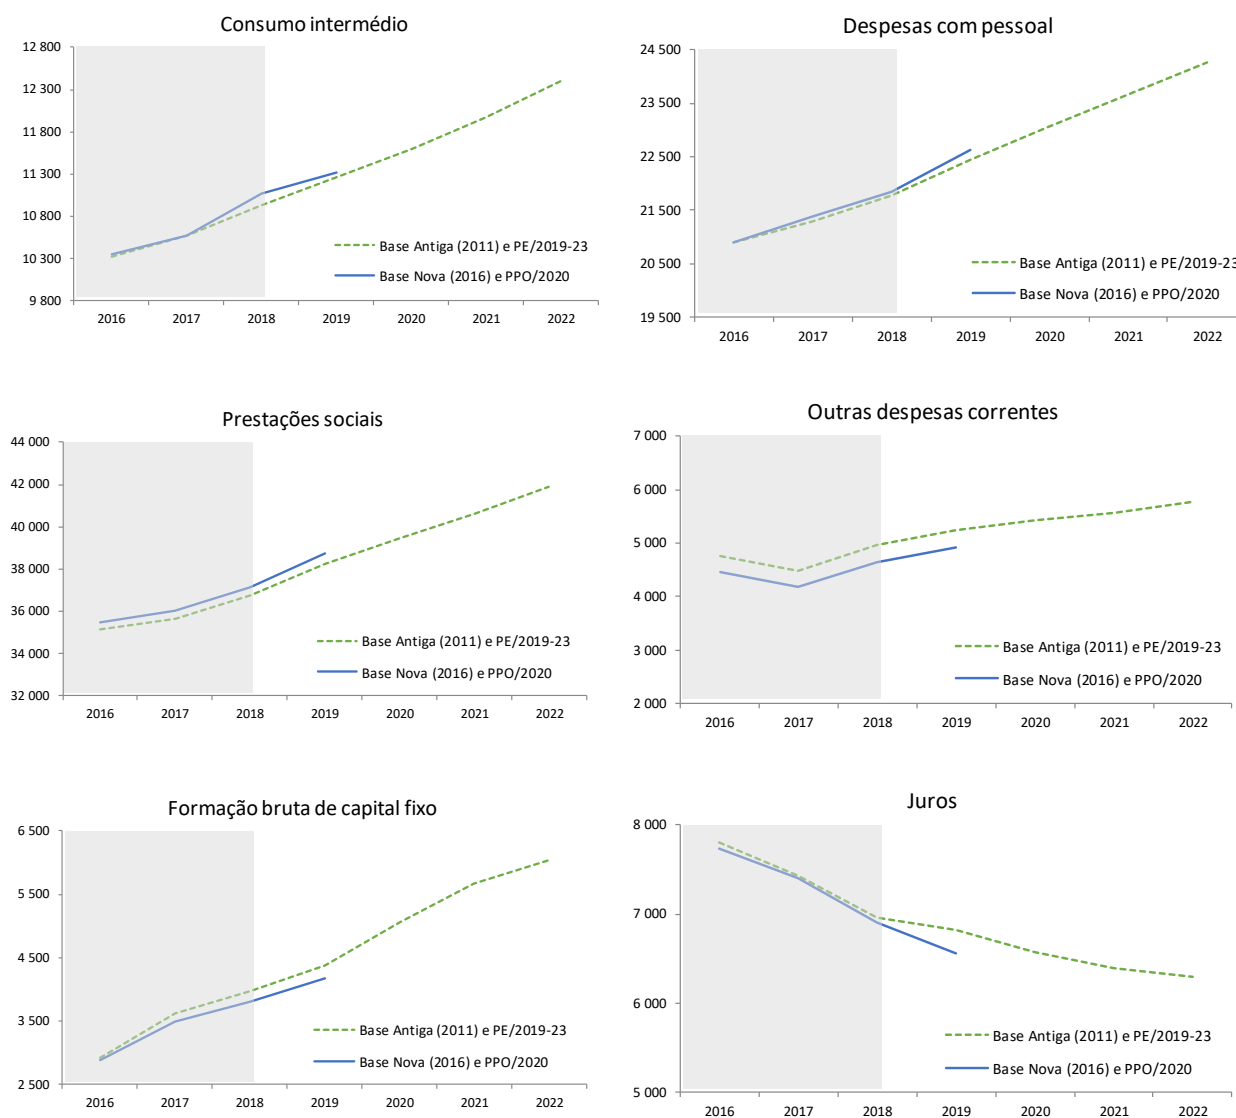 Consumo intermédio
12 800
12 300
11 800
11 300
10 800
10 300
9 800
2016 2017 2018 2019 2020 2021 2022
Base Antiga (2011) e PE/2019-23
Base Nova (2016) e PPO/2020
Despesas com pessoal
24 500
23 500
22 500
21 500
20 500
19 500
2016 2017 2018 2019 2020 2021 2022
Base Antiga (2011) e PE/2019-23
Base Nova (2016) e PPO/2020
Prestações sociais
44 000
42 000
40 000
38 000
36 000
34 000
32 000
2016 2017 2018 2019 2020 2021 2022
Base Antiga (2011) e PE/2019-23
Base Nova (2016) e PPO/2020
Outras despesas correntes
7 000
6 000
5 000
4 000
3 000
2 000
2016 2017 2018 2019 2020 2021 2022
Base Antiga (2011) e PE/2019-23
Base Nova (2016) e PPO/2020
Formação bruta de capital fixo
6 500
5 500
4 500
3 500
2 500
2016 2017 2018 2019 2020 2021 2022
Base Antiga (2011) e PE/2019-23
Base Nova (2016) e PPO/2020
Juros
8 000
7 000
6 000
5 000
2016 2017 2018 2019 2020 2021 2022
Base Antiga (2011) e PE/2019-23
Base Nova (2016) e PPO/2020